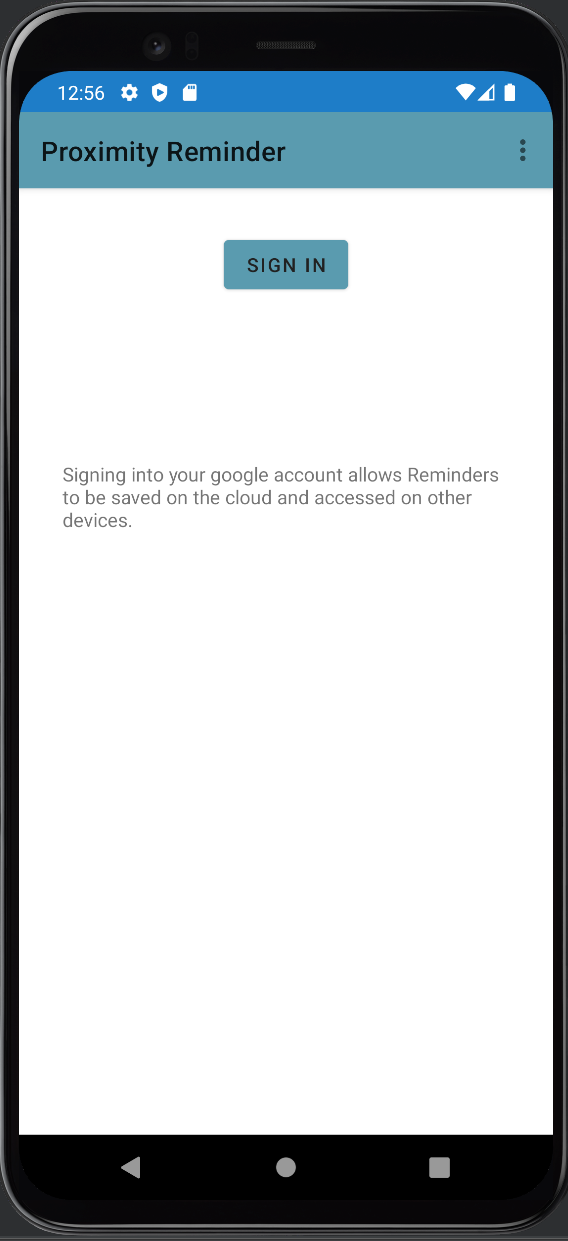 12:56
Proximity Reminder
SIGN IN
Signing into your google account allows Reminders
to be saved on the cloud and accessed on other
devices.